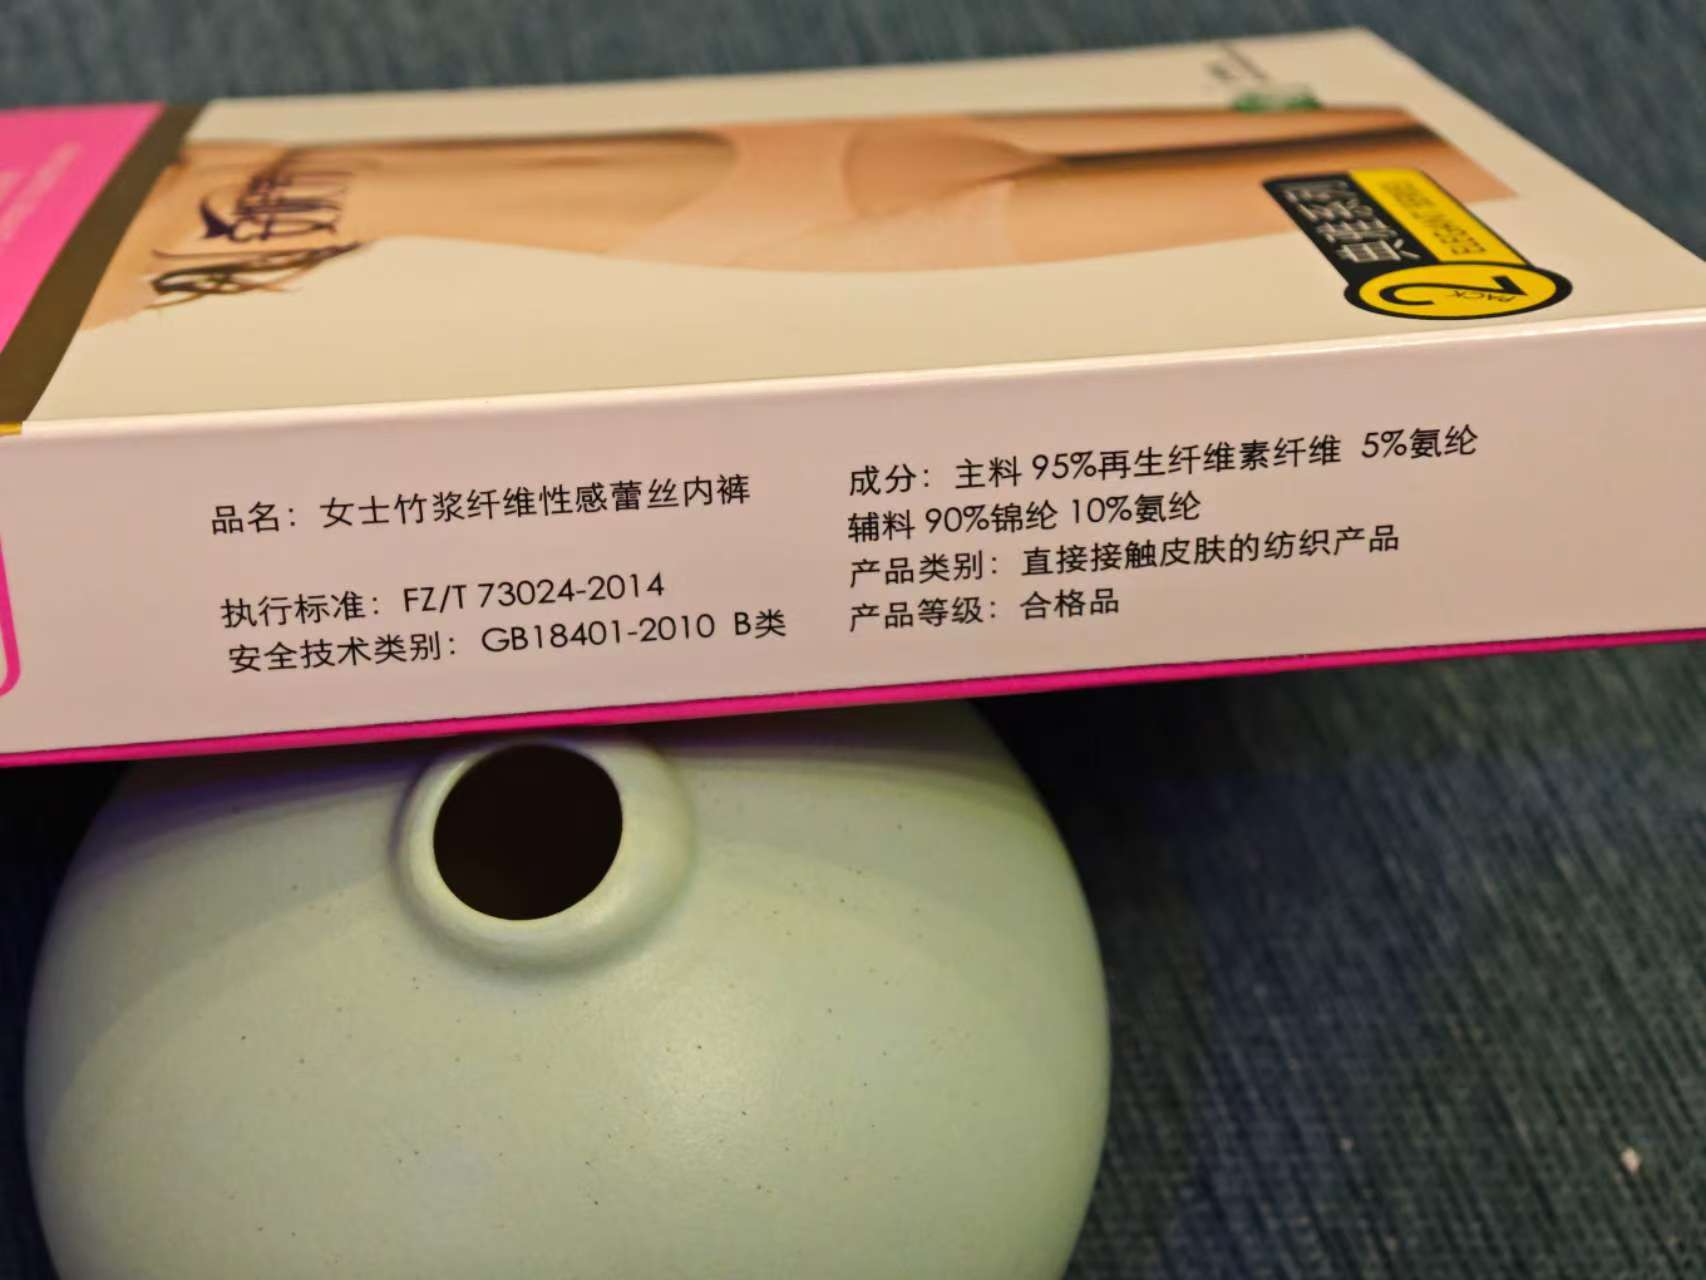 ELEGANT SERIES
2
PACK
品名：女士竹浆纤维性感蕾丝内裤
执行标准：FZ/T 73024-2014
安全技术类别：GB18401-2010 B类
成分：主料 95%再生纤维素纤维 5%氨纶
辅料 90%锦纶 10%氨纶
产品类别：直接接触皮肤的纺织产品
产品等级：合格品